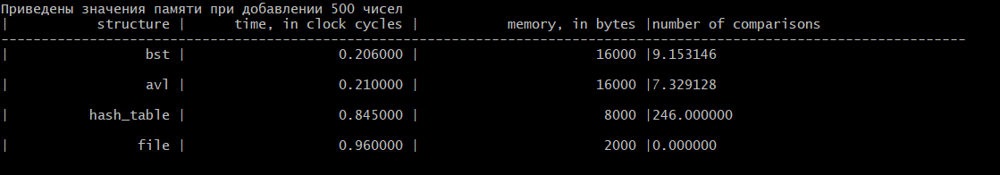 Приведены значения памяти при добавлении 500 чисел
| structure | time, in clock cycles | memory, in bytes |number of comparisons
------------------------------------------------------------------------------------------------------------------------
| bst | 0.206000 | 16000 |9.153146
| avl | 0.210000 | 16000 |7.329128
| hash_table | 0.845000 | 8000 |246.000000
| file | 0.960000 | 2000 |0.000000